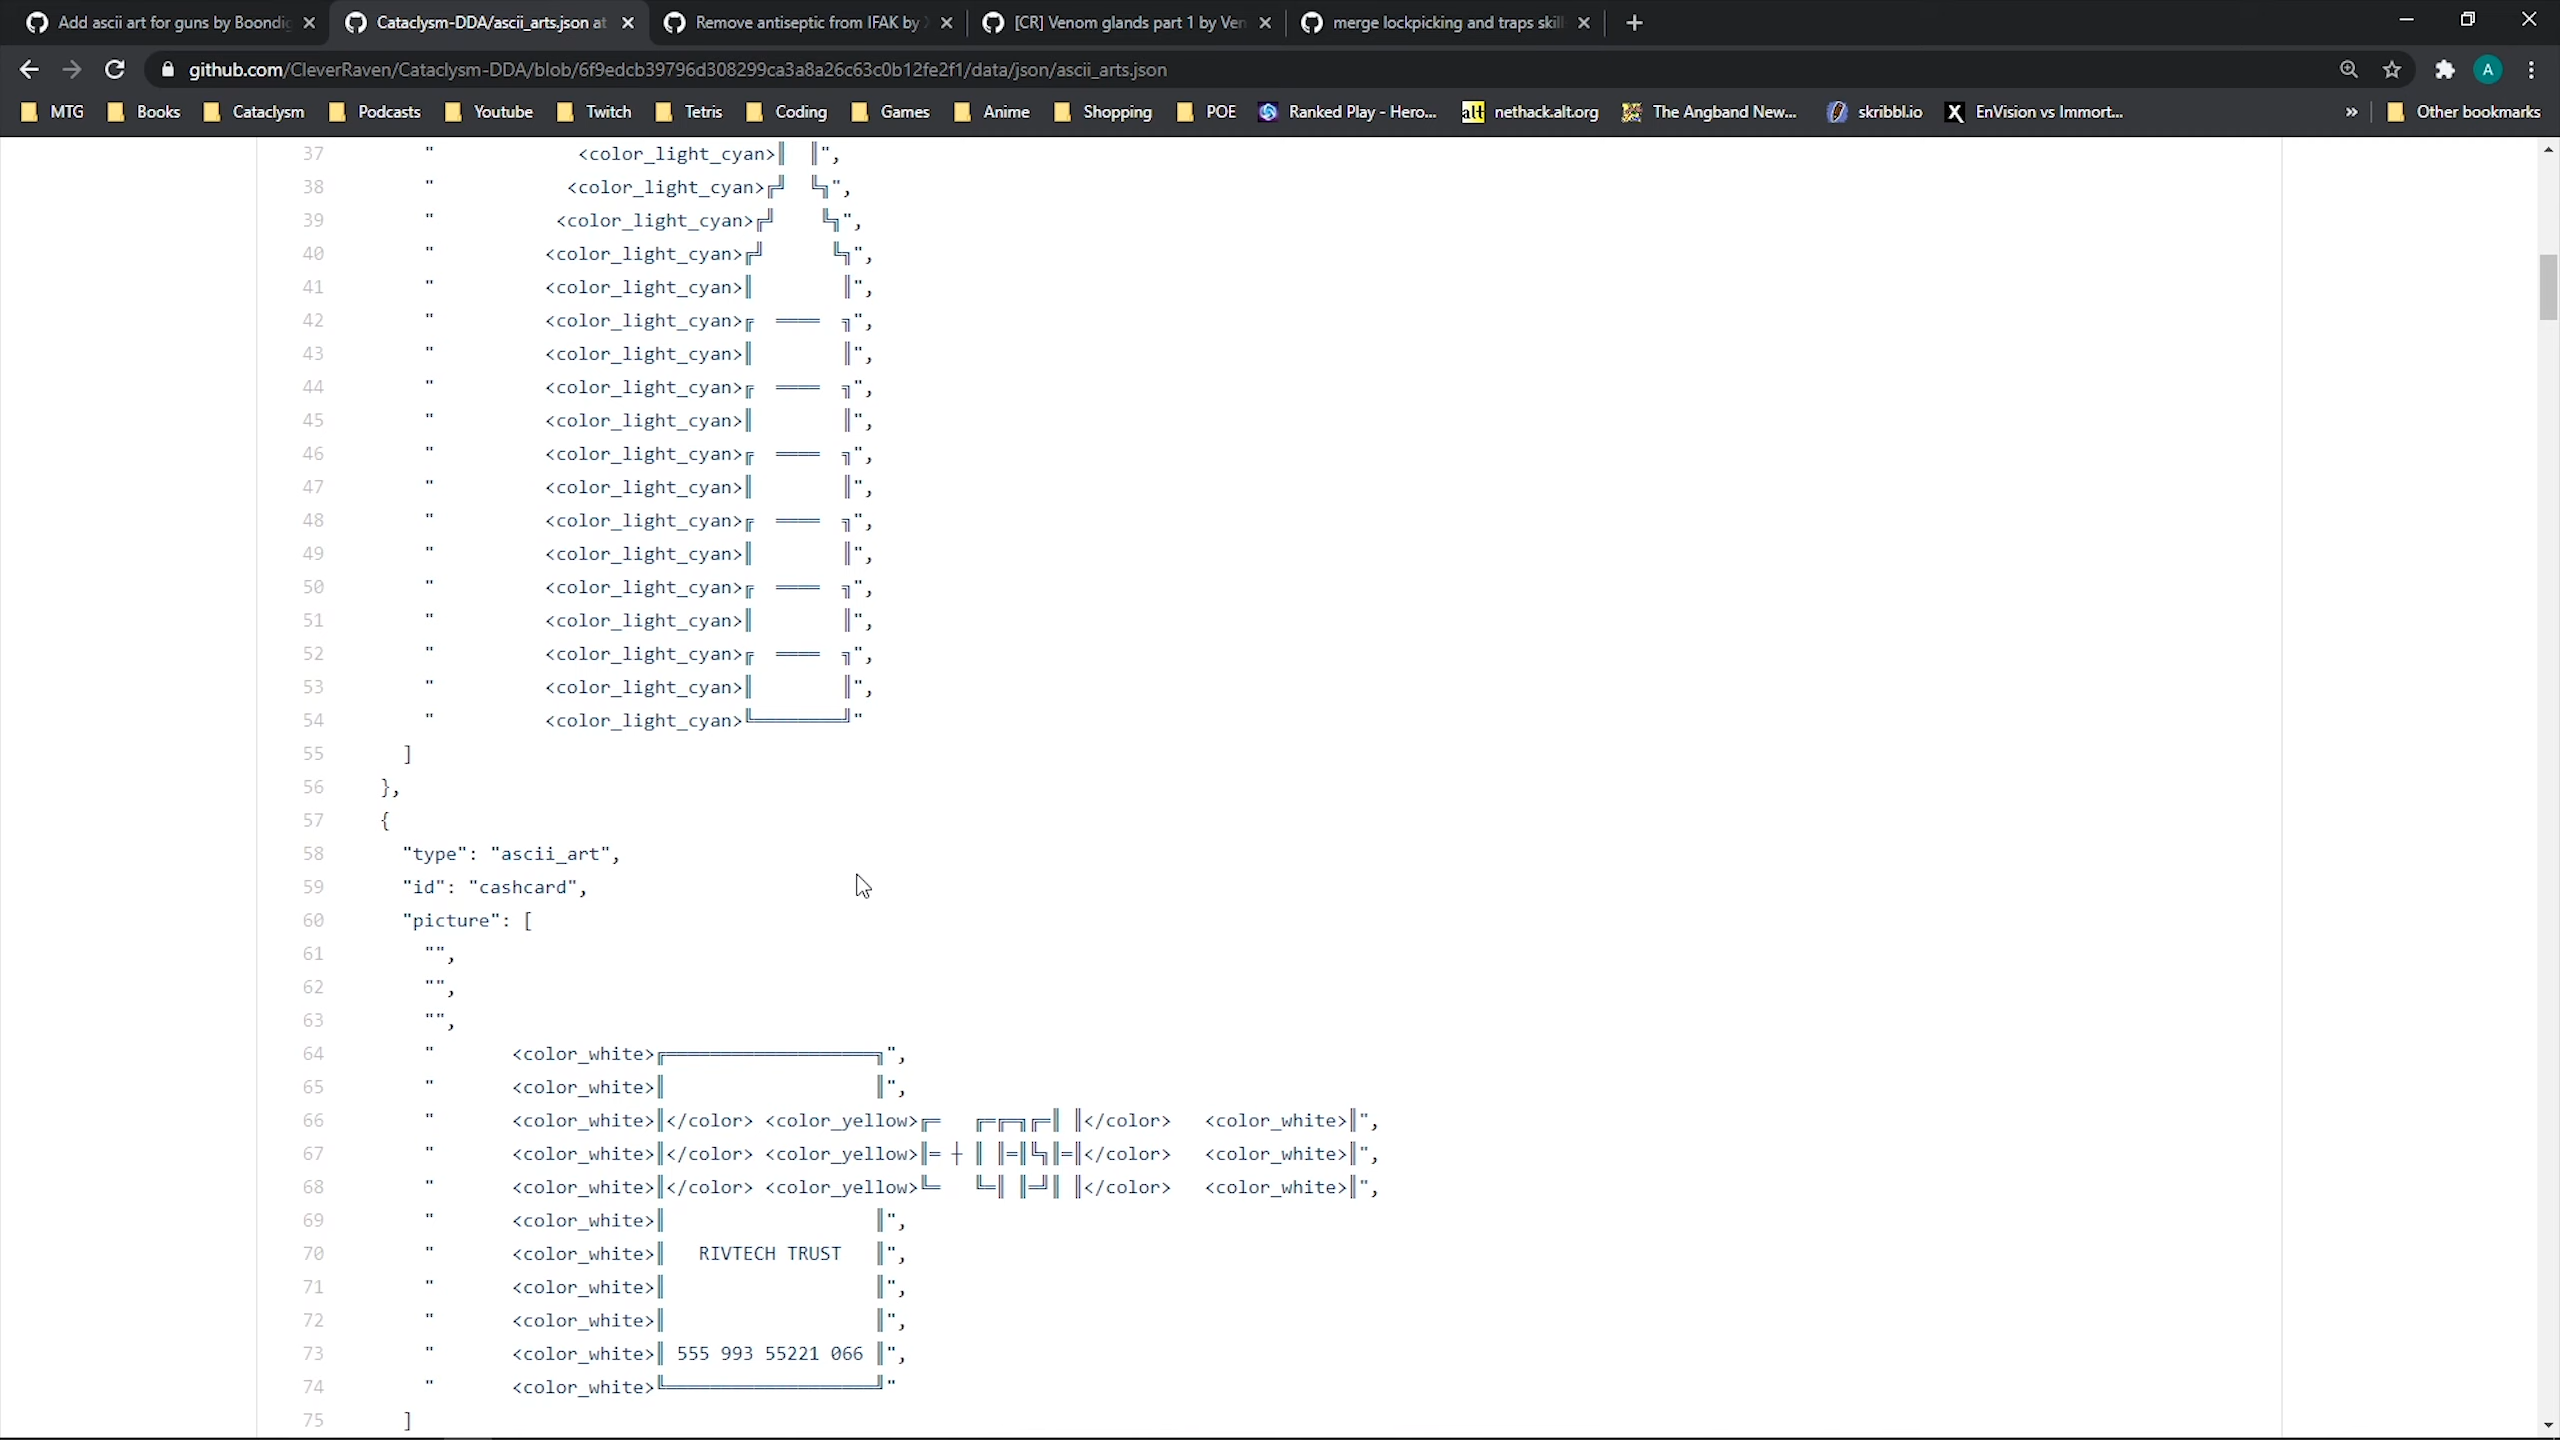 Add ascii art for guns by Boondig
Cataclysm-DDA/ascii_arts.json at
Remove antiseptic from IFAK by
[CR] Venom glands part 1 by Ven
merge lockpicking and traps skill
github.com/CleverRaven/Cataclysm-DDA/blob/6f9edcb39796d308299ca3a8a26c63c0b12fe2f1/data/json/ascii_arts.json
A
MTG Books Cataclysm Podcasts Youtube Twitch Tetris Coding Games Anime Shopping POE Ranked Play - Hero... alt nethack.alt.org The Angband New... skribbl.io X EnVision vs Immort... » Other bookmarks
37 " <color_light_cyan>║  ║",
38 " <color_light_cyan>╔╝  ╚╗",
39 " <color_light_cyan>╔╝    ╚╗",
40 " <color_light_cyan>╔╝      ╚╗",
41 " <color_light_cyan>║        ║",
42 " <color_light_cyan>╔  ════  ╗",
43 " <color_light_cyan>║        ║",
44 " <color_light_cyan>╔  ════  ╗",
45 " <color_light_cyan>║        ║",
46 " <color_light_cyan>╔  ════  ╗",
47 " <color_light_cyan>║        ║",
48 " <color_light_cyan>╔  ════  ╗",
49 " <color_light_cyan>║        ║",
50 " <color_light_cyan>╔  ════  ╗",
51 " <color_light_cyan>║        ║",
52 " <color_light_cyan>╔  ════  ╗",
53 " <color_light_cyan>║        ║",
54 " <color_light_cyan>╚════════╝"
55 ]
56 },
57 {
58 "type": "ascii_art",
59 "id": "cashcard",
60 "picture": [
61 "",
62 "",
63 "",
64 " <color_white>╔═══════════════════╗",
65 " <color_white>║                   ║",
66 " <color_white>║</color> <color_yellow>╔═   ╔═╔═╗╔═║ ║</color>   <color_white>║",
67 " <color_white>║</color> <color_yellow>║= ┼ ║ ║=║╚╗║=║</color>   <color_white>║",
68 " <color_white>║</color> <color_yellow>╚═   ╚═║ ║═╝║ ║</color>   <color_white>║",
69 " <color_white>║                   ║",
70 " <color_white>║   RIVTECH TRUST   ║",
71 " <color_white>║                   ║",
72 " <color_white>║                   ║",
73 " <color_white>║ 555 993 55221 066 ║",
74 " <color_white>╚═══════════════════╝"
75 ]